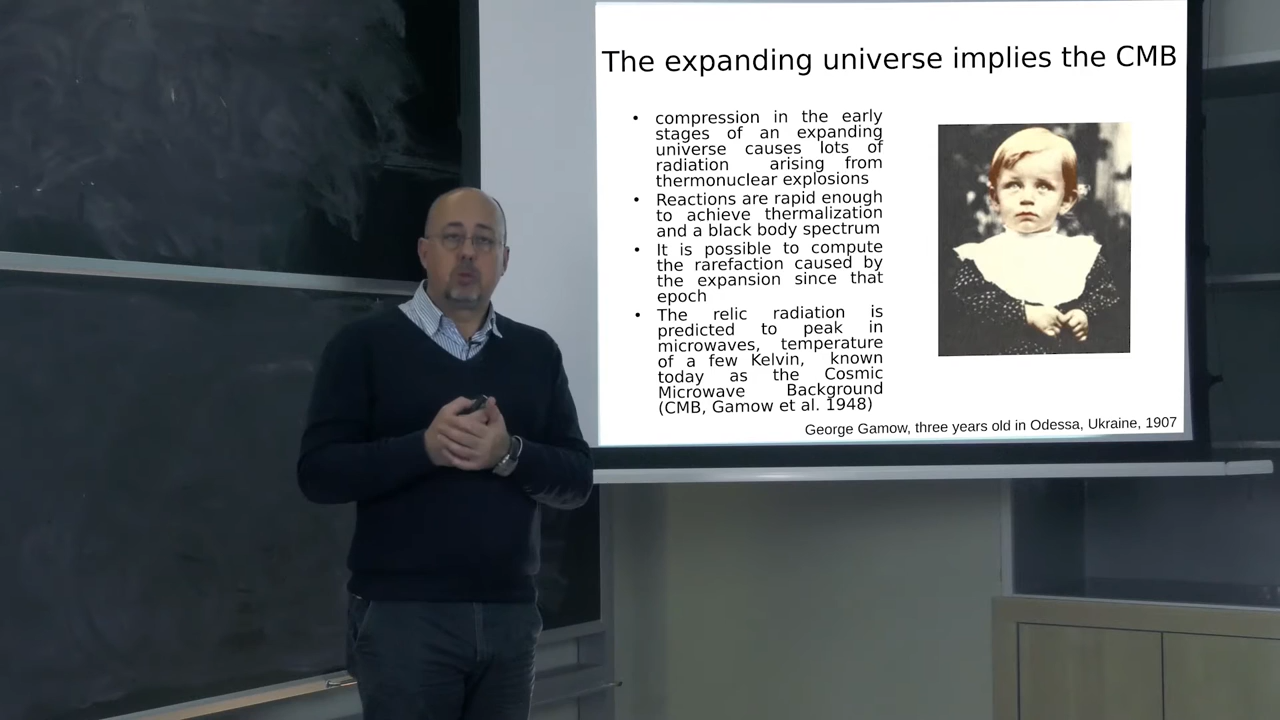 The expanding universe implies the CMB
• compression in the early
stages of an expanding
universe causes lots of
radiation arising from
thermonuclear explosions
• Reactions are rapid enough
to achieve thermalization
and a black body spectrum
• It is possible to compute
the rarefaction caused by
the expansion since that
epoch
• The relic radiation is
predicted to peak in
microwaves, temperature
of a few Kelvin, known
today as the Cosmic
Microwave Background
(CMB, Gamow et al. 1948)
George Gamow, three years old in Odessa, Ukraine, 1907